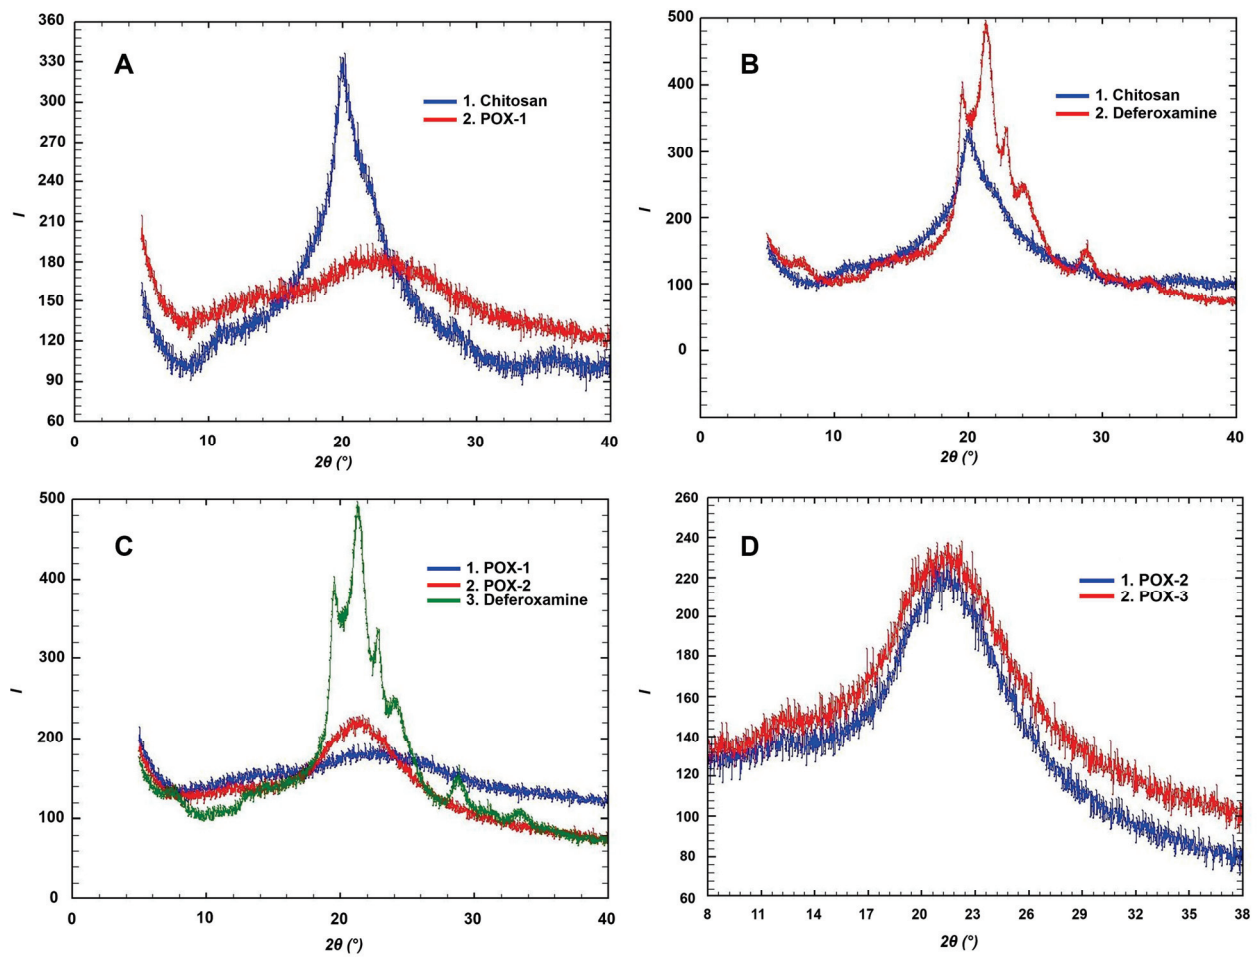 A
360
330
300
270
240
210
180
150
120
90
60
I
1. Chitosan
2. POX-1
0
10
20
30
40
2θ (°)
B
500
400
300
200
100
0
I
1. Chitosan
2. Deferoxamine
0
10
20
30
40
2θ (°)
C
500
400
300
200
100
0
I
1. POX-1
2. POX-2
3. Deferoxamine
0
10
20
30
40
2θ (°)
D
260
240
220
200
180
160
140
120
100
80
60
I
1. POX-2
2. POX-3
8
11
14
17
20
23
26
29
32
35
38
2θ (°)